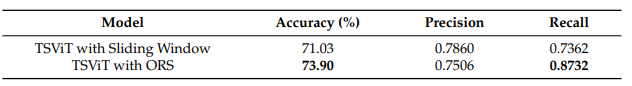 Model Accuracy (%) Precision Recall
TSViT with Sliding Window 71.03 0.7860 0.7362
TSViT with ORS 73.90 0.7506 0.8732